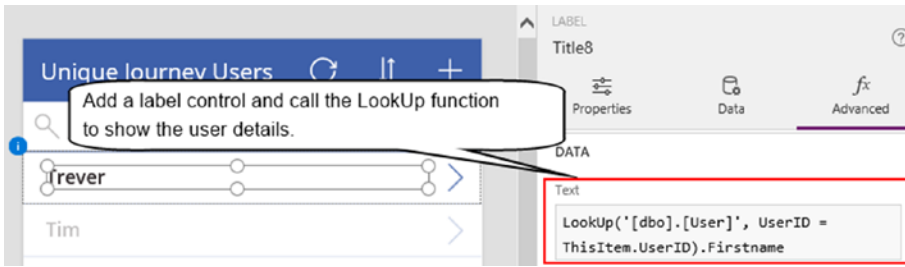 LABEL
Title8
Properties
Data
fx
Advanced
Unique Journey Users
Add a label control and call the LookUp function
to show the user details.
DATA
Text
LookUp('[dbo].[User]', UserID =
ThisItem.UserID).Firstname
Trever
Tim